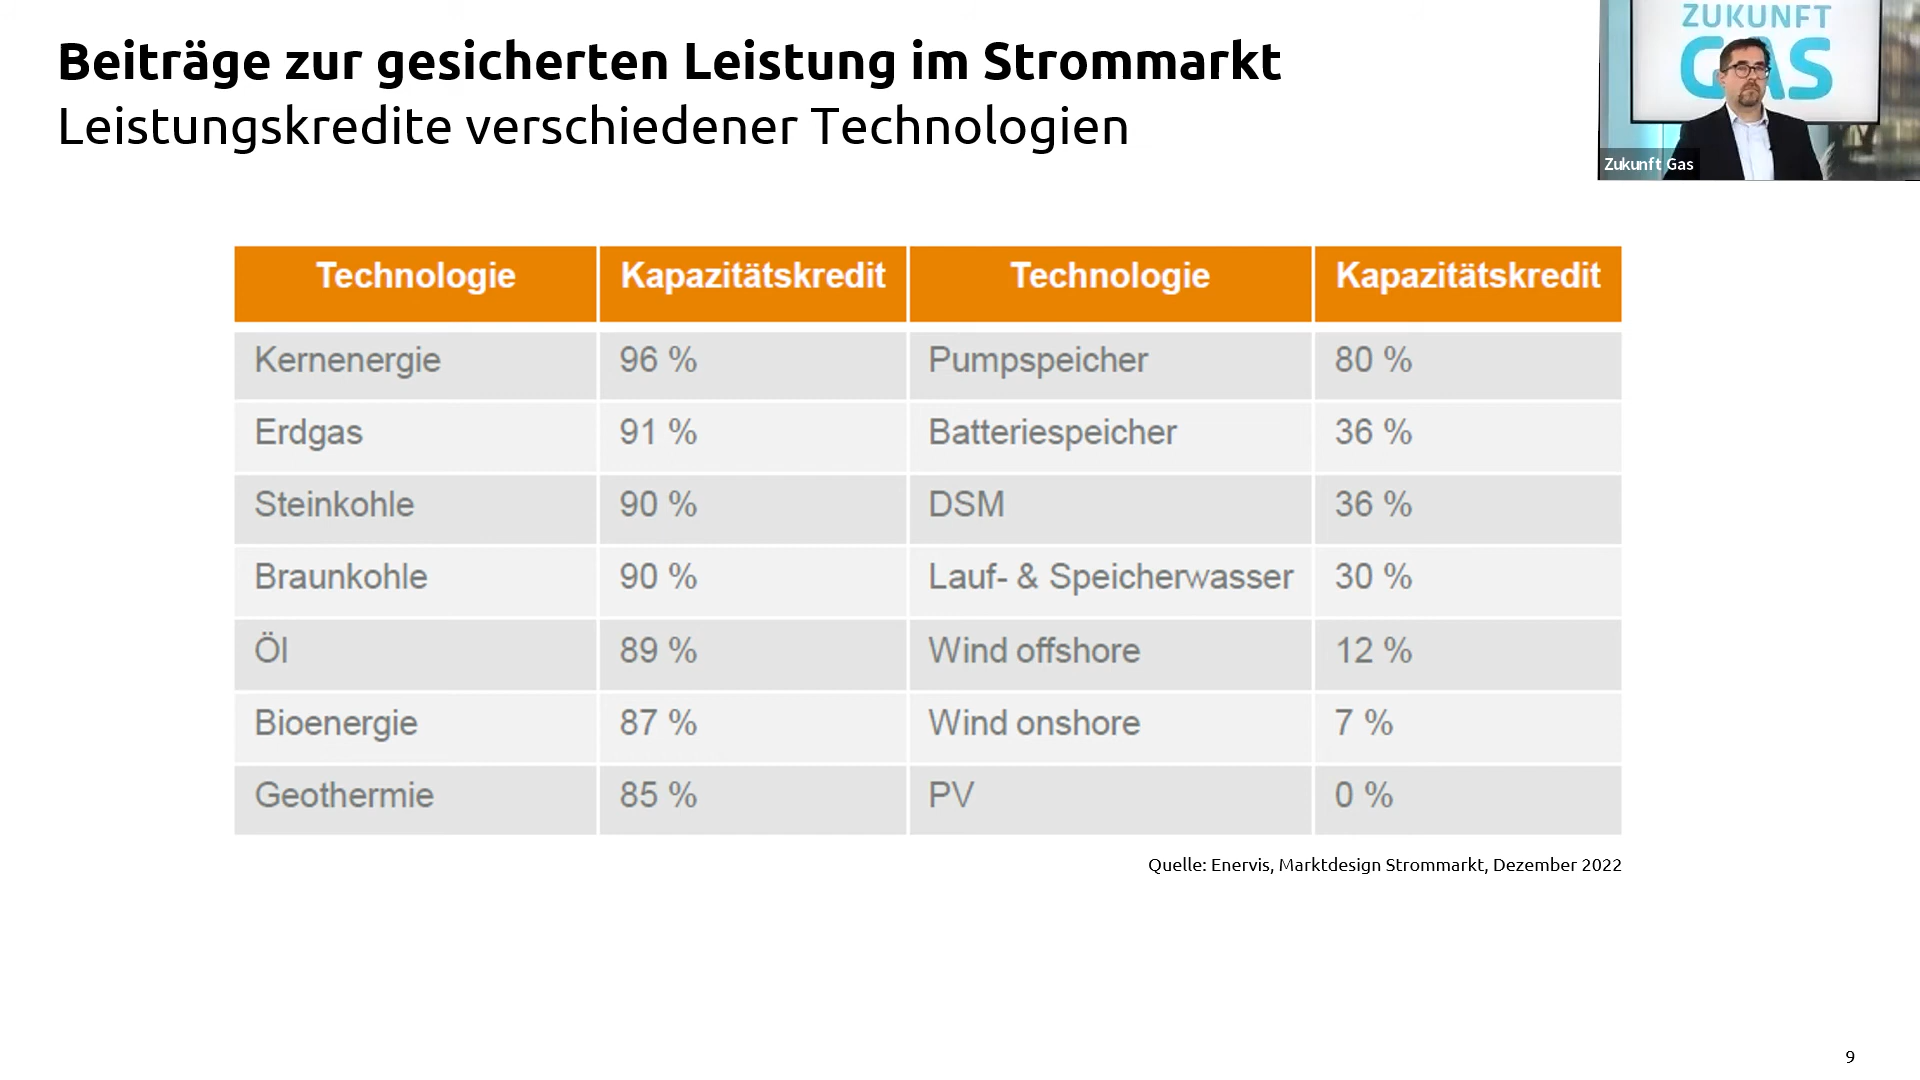 Beiträge zur gesicherten Leistung im Strommarkt
Leistungskredite verschiedener Technologien
ZUKUNFT
GAS
Zukunft Gas
Technologie Kapazitätskredit Technologie Kapazitätskredit
Kernenergie 96 % Pumpspeicher 80 %
Erdgas 91 % Batteriespeicher 36 %
Steinkohle 90 % DSM 36 %
Braunkohle 90 % Lauf- & Speicherwasser 30 %
Öl 89 % Wind offshore 12 %
Bioenergie 87 % Wind onshore 7 %
Geothermie 85 % PV 0 %
Quelle: Enervis, Marktdesign Strommarkt, Dezember 2022
9